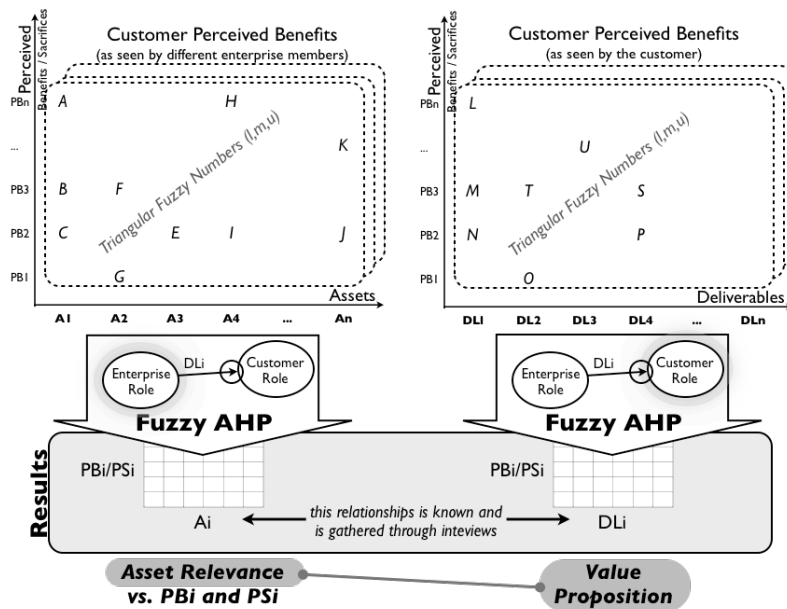 Customer Perceived Benefits
(as seen by different enterprise members)
Perceived
Benefits / Sacrifices
PBn
A
H
...
K
Triangular Fuzzy Numbers (l,m,u)
PB3
B
F
PB2
C
E
I
J
PB1
G
Assets
A1
A2
A3
A4
...
An
Customer Perceived Benefits
(as seen by the customer)
Perceived
Benefits / Sacrifices
PBn
L
...
U
Triangular Fuzzy Numbers (l,m,u)
PB3
M
T
S
PB2
N
P
PB1
O
Deliverables
DL1
DL2
DL3
DL4
...
DLn
Enterprise
Role
DLi
Customer
Role
Fuzzy AHP
Enterprise
Role
DLi
Customer
Role
Fuzzy AHP
Results
PBi/PSi
Ai
PBi/PSi
DLi
this relationships is known and
is gathered through inteviews
Asset Relevance
vs. PBi and PSi
Value
Proposition